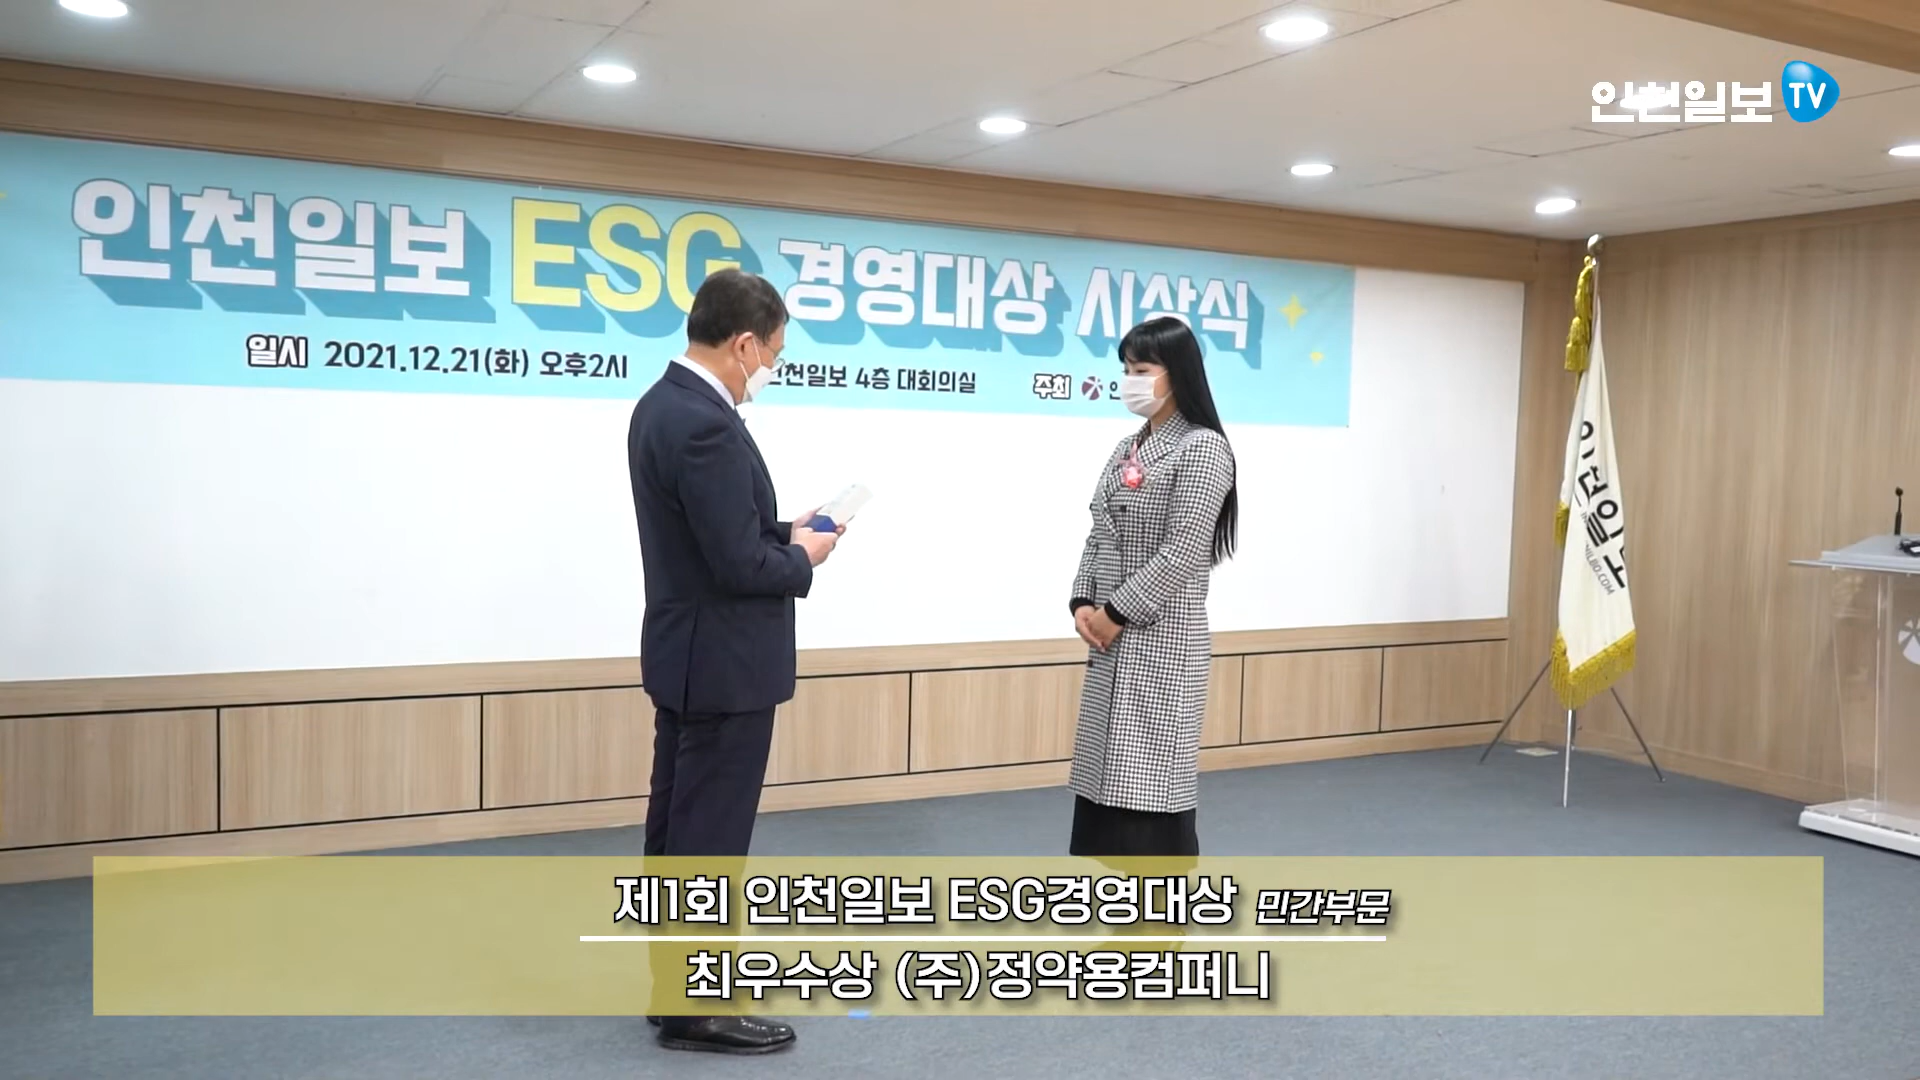 인천일보 TV
인천일보 ESG 경영대상 시상식
일시 2021.12.21(화) 오후2시 인천일보 4층 대회의실 주최
제1회 인천일보 ESG경영대상 민간부문
최우수상 (주)정약용컴퍼니